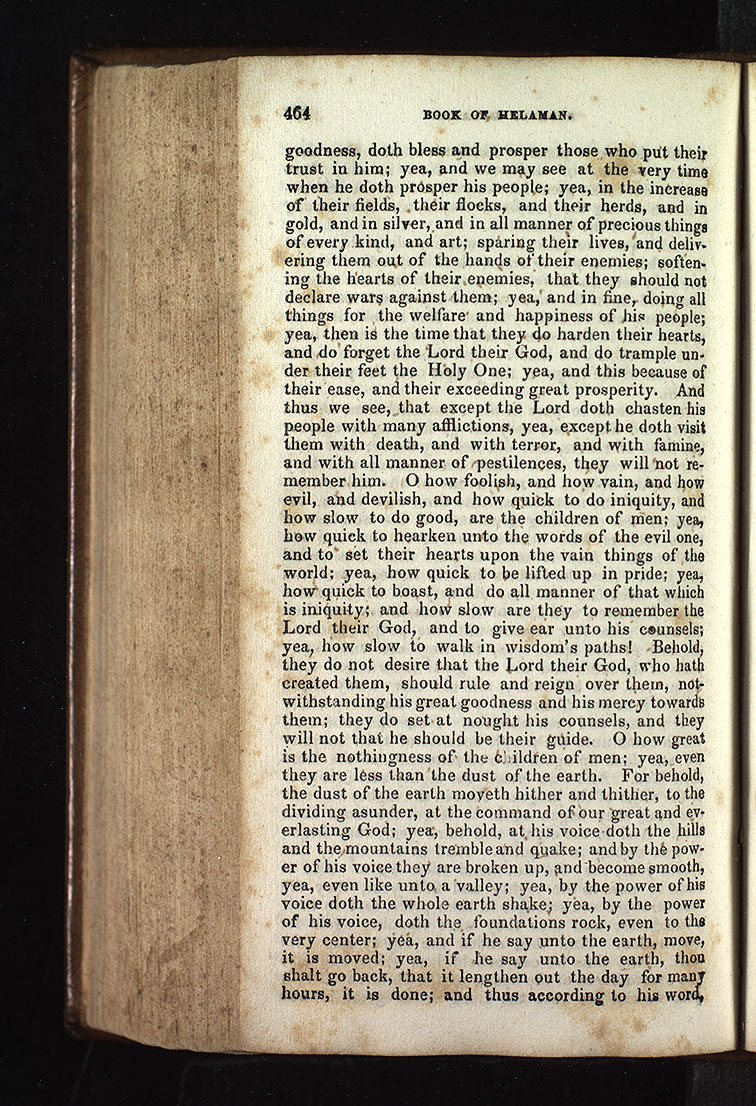 464 BOOK OF HELAMAN.
goodness, doth bless and prosper those who put their
trust in him; yea, and we may see at the very time
when he doth prosper his people; yea, in the increase
of their fields, their flocks, and their herds, and in
gold, and in silver, and in all manner of precious things
of every kind, and art; sparing their lives, and deliv-
ering them out of the hands of their enemies; soften-
ing the hearts of their enemies, that they should not
declare wars against them; yea, and in fine, doing all
things for the welfare and happiness of his people;
yea, then is the time that they do harden their hearts,
and do forget the Lord their God, and do trample un-
der their feet the Holy One; yea, and this because of
their ease, and their exceeding great prosperity. And
thus we see, that except the Lord doth chasten his
people with many afflictions, yea, except he doth visit
them with death, and with terror, and with famine,
and with all manner of pestilences, they will not re-
member him. O how foolish, and how vain, and how
evil, and devilish, and how quick to do iniquity, and
how slow to do good, are the children of men; yea,
how quick to hearken unto the words of the evil one,
and to set their hearts upon the vain things of the
world; yea, how quick to be lifted up in pride; yea,
how quick to boast, and do all manner of that which
is iniquity; and how slow are they to remember the
Lord their God, and to give ear unto his counsels;
yea, how slow to walk in wisdom's paths! Behold,
they do not desire that the Lord their God, who hath
created them, should rule and reign over them, not-
withstanding his great goodness and his mercy towards
them; they do set at nought his counsels, and they
will not that he should be their guide. O how great
is the nothingness of the children of men; yea, even
they are less than the dust of the earth. For behold,
the dust of the earth moveth hither and thither, to the
dividing asunder, at the command of our great and ev-
erlasting God; yea, behold, at his voice doth the hills
and the mountains tremble and quake; and by the pow-
er of his voice they are broken up, and become smooth,
yea, even like unto a valley; yea, by the power of his
voice doth the whole earth shake; yea, by the power
of his voice, doth the foundations rock, even to the
very center; yea, and if he say unto the earth, move,
it is moved; yea, if he say unto the earth, thou
shalt go back, that it lengthen out the day for many
hours, it is done; and thus according to his word,